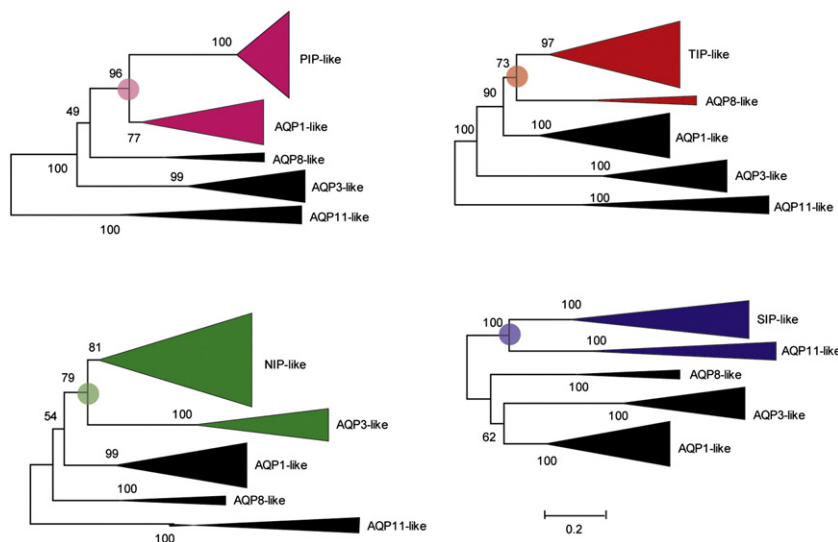 100
PIP-like
96
49
77
AQP1-like
AQP8-like
100
99
AQP3-like
100
AQP11-like
97
TIP-like
73
90
AQP8-like
100
100
AQP1-like
100
AQP3-like
100
AQP11-like
81
NIP-like
79
54
100
AQP3-like
99
AQP1-like
100
AQP8-like
100
AQP11-like
100
SIP-like
100
100
AQP11-like
AQP8-like
100
100
AQP3-like
62
AQP1-like
100
0.2